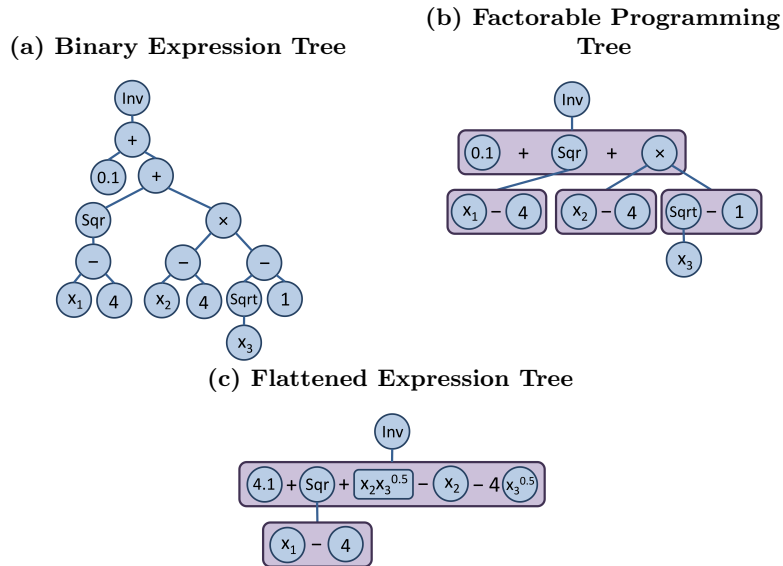 (a) Binary Expression Tree
Inv
+
0.1 +
Sqr ×
− − −
x₁ 4 x₂ 4 Sqrt 1
x₃
(b) Factorable Programming
Tree
Inv
0.1 + Sqr + ×
x₁ − 4 x₂ − 4 Sqrt − 1
x₃
(c) Flattened Expression Tree
Inv
4.1 + Sqr + x₂x₃^0.5 − x₂ − 4 x₃^0.5
x₁ − 4